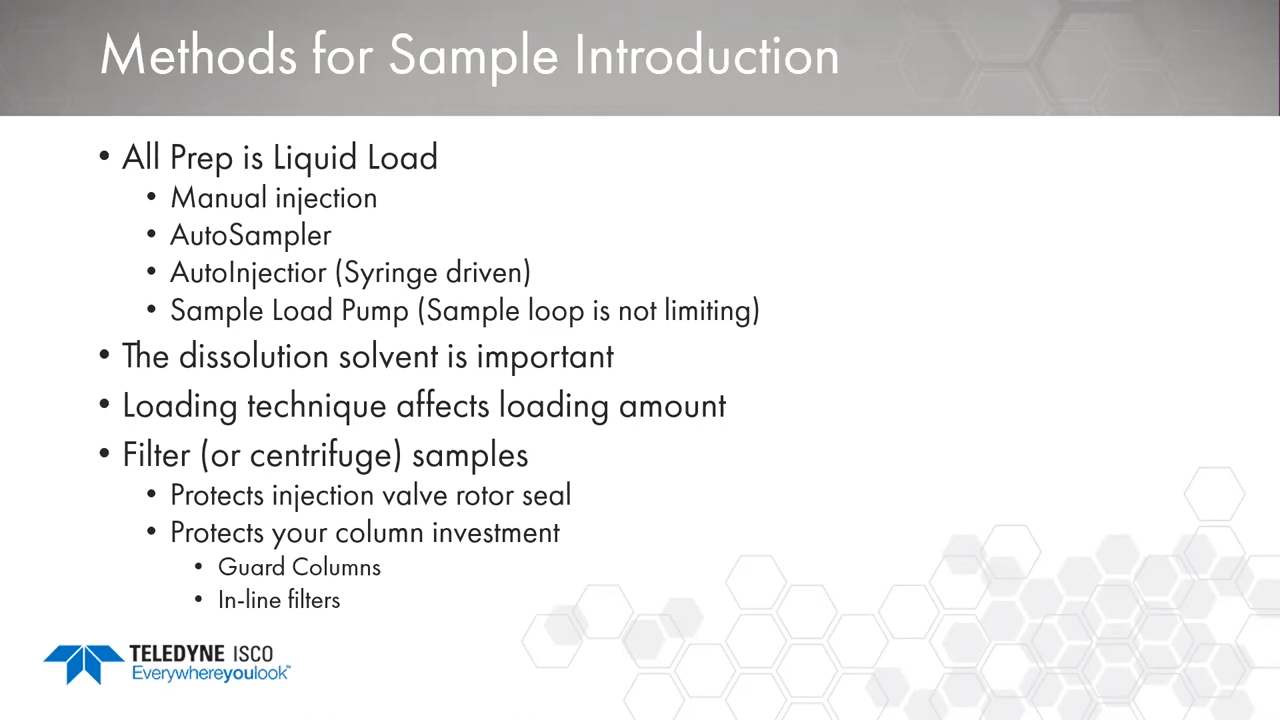 Methods for Sample Introduction
• All Prep is Liquid Load
• Manual injection
• AutoSampler
• AutoInjectior (Syringe driven)
• Sample Load Pump (Sample loop is not limiting)
• The dissolution solvent is important
• Loading technique affects loading amount
• Filter (or centrifuge) samples
• Protects injection valve rotor seal
• Protects your column investment
• Guard Columns
• In-line filters
TELEDYNE ISCO
Everywhereyoulook™